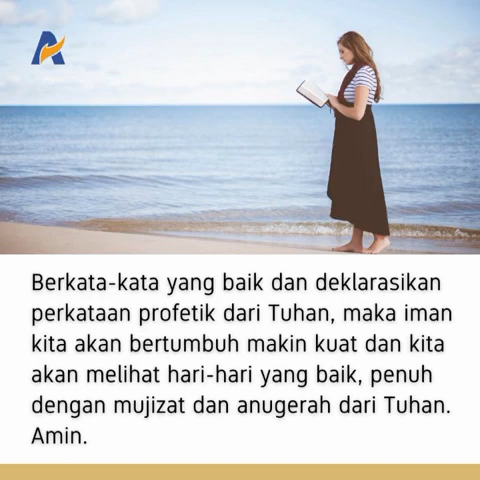 Berkata-kata yang baik dan deklarasikan
perkataan profetik dari Tuhan, maka iman
kita akan bertumbuh makin kuat dan kita
akan melihat hari-hari yang baik, penuh
dengan mujizat dan anugerah dari Tuhan.
Amin.